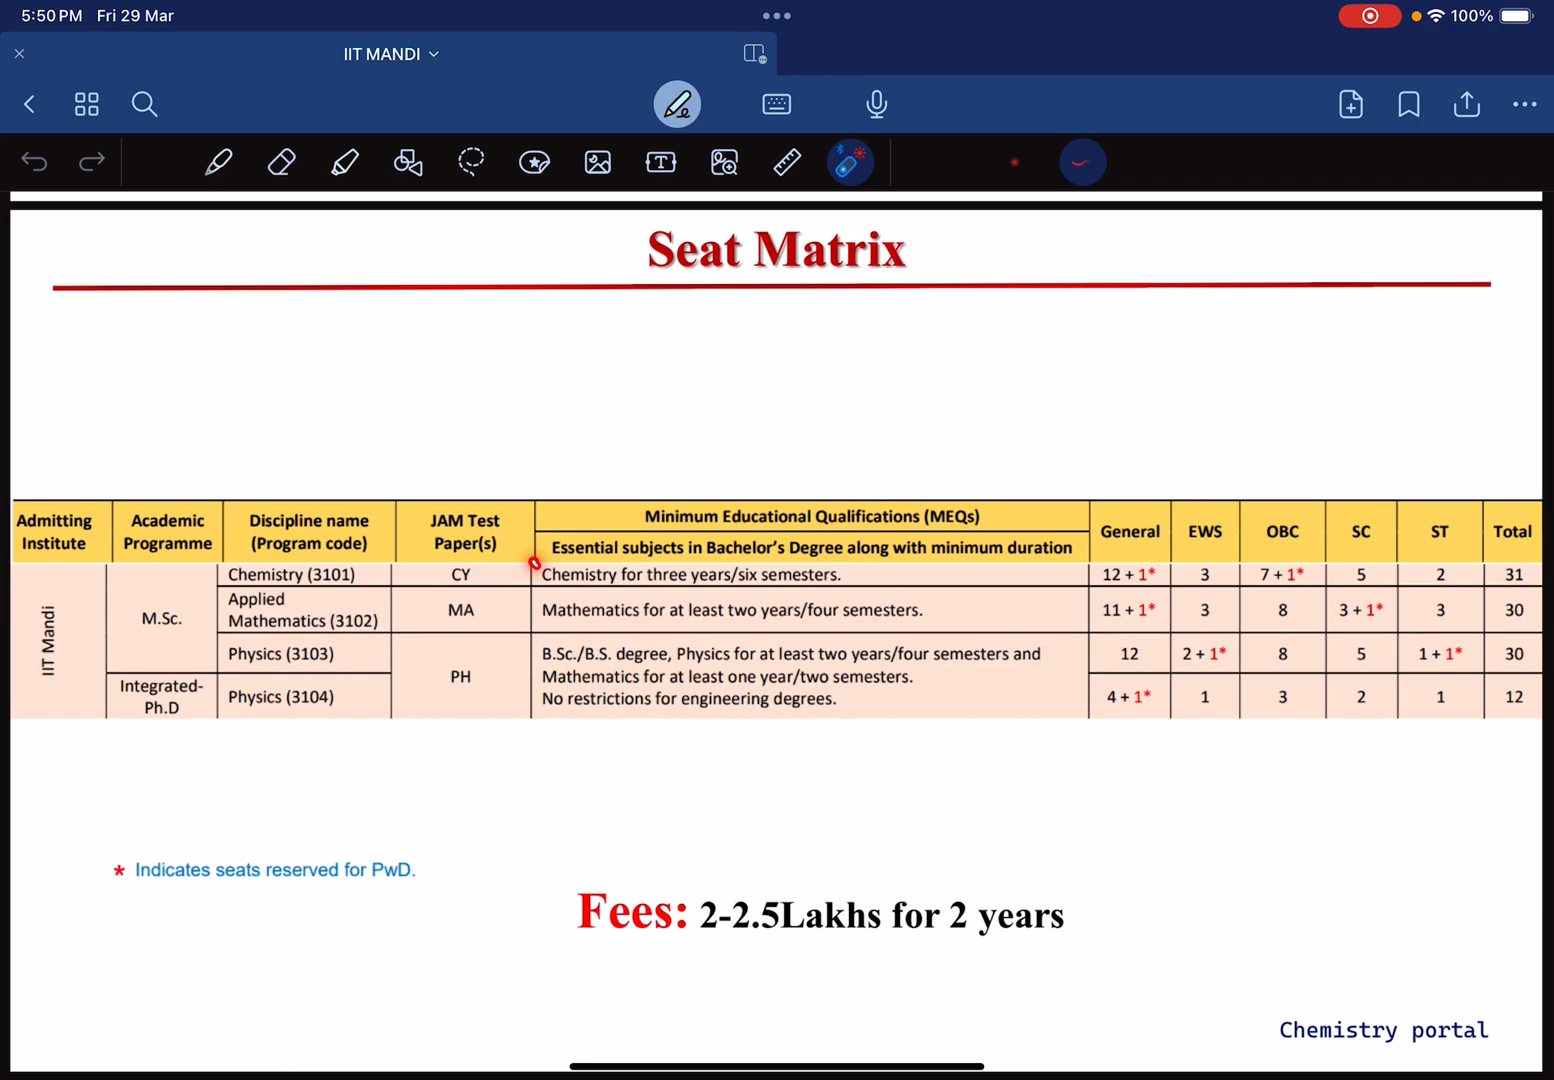 5:50 PM Fri 29 Mar
100%
IIT MANDI
Seat Matrix
Admitting Institute | Academic Programme | Discipline name (Program code) | JAM Test Paper(s) | Minimum Educational Qualifications (MEQs) | General | EWS | OBC | SC | ST | Total
Essential subjects in Bachelor's Degree along with minimum duration
IIT Mandi | M.Sc. | Chemistry (3101) | CY | Chemistry for three years/six semesters. | 12 + 1* | 3 | 7 + 1* | 5 | 2 | 31
Applied Mathematics (3102) | MA | Mathematics for at least two years/four semesters. | 11 + 1* | 3 | 8 | 3 + 1* | 3 | 30
Physics (3103) | PH | B.Sc./B.S. degree, Physics for at least two years/four semesters and | 12 | 2 + 1* | 8 | 5 | 1 + 1* | 30
Mathematics for at least one year/two semesters.
Integrated-Ph.D | Physics (3104) | No restrictions for engineering degrees. | 4 + 1* | 1 | 3 | 2 | 1 | 12
* Indicates seats reserved for PwD.
Fees: 2-2.5Lakhs for 2 years
Chemistry portal